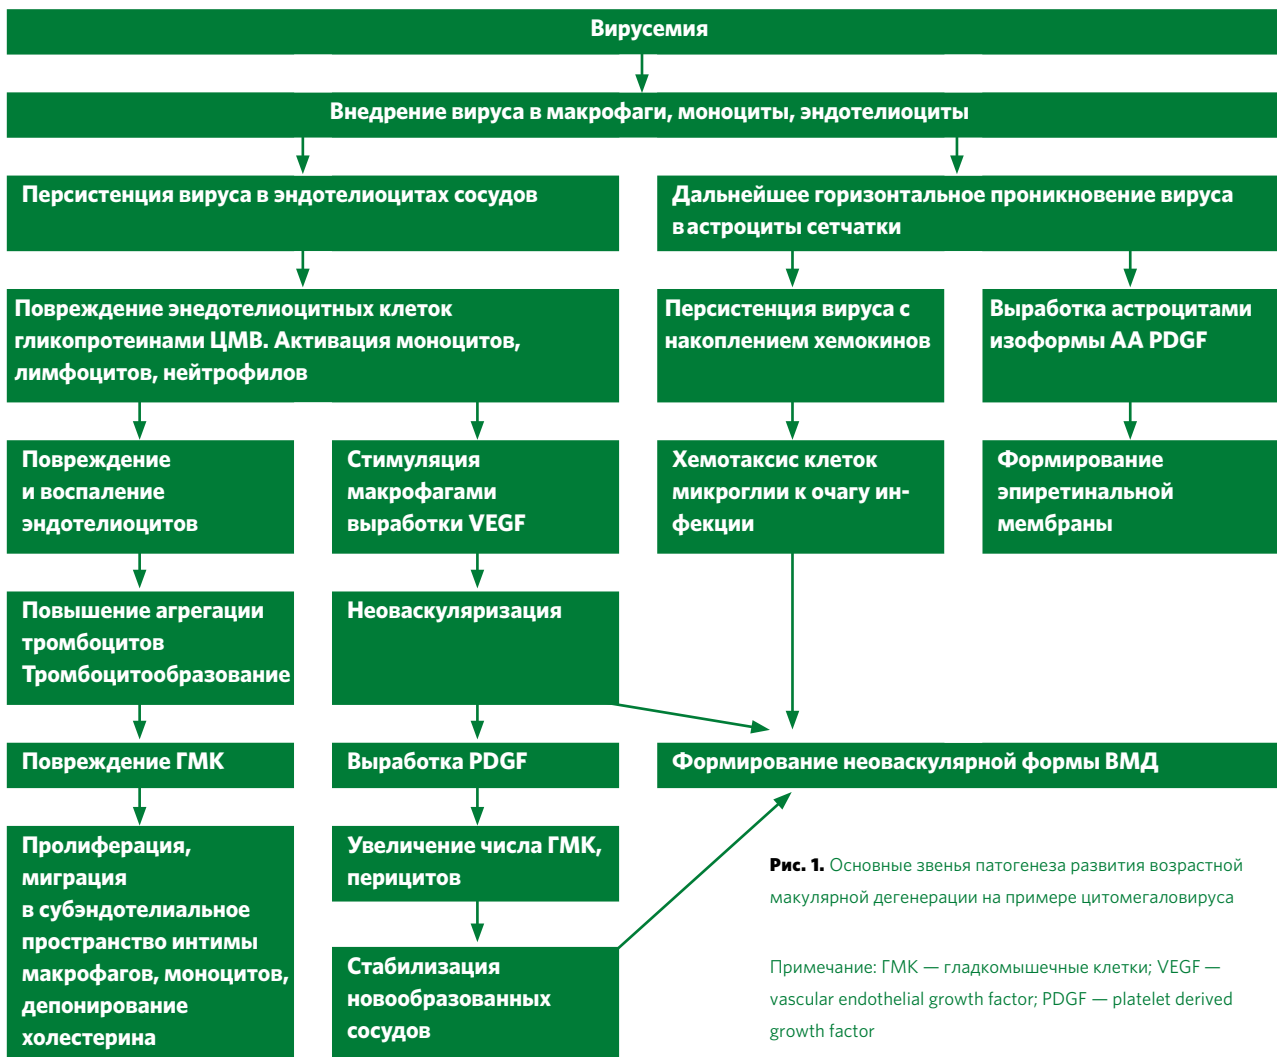 Вирусемия
Внедрение вируса в макрофаги, моноциты, эндотелиоциты
Персистенция вируса в эндотелиоцитах сосудов
Дальнейшее горизонтальное проникновение вируса
в астроциты сетчатки
Повреждение энедотелиоцитных клеток
гликопротеинами ЦМВ. Активация моноцитов,
лимфоцитов, нейтрофилов
Персистенция вируса с
накоплением хемокинов
Выработка астроцитами
изоформы АА PDGF
Повреждение
и воспаление
эндотелиоцитов
Стимуляция
макрофагами
выработки VEGF
Хемотаксис клеток
микроглии к очагу ин-
фекции
Формирование
эпиретинальной
мембраны
Повышение агрегации
тромбоцитов
Тромбоцитообразование
Неоваскуляризация
Повреждение ГМК
Выработка PDGF
Формирование неоваскулярной формы ВМД
Пролиферация,
миграция
в субэндотелиальное
пространство интимы
макрофагов, моноцитов,
депонирование
холестерина
Увеличение числа ГМК,
перицитов
Стабилизация
новообразованных
сосудов
Рис. 1. Основные звенья патогенеза развития возрастной
макулярной дегенерации на примере цитомегаловируса
Примечание: ГМК — гладкомышечные клетки; VEGF —
vascular endothelial growth factor; PDGF — platelet derived
growth factor